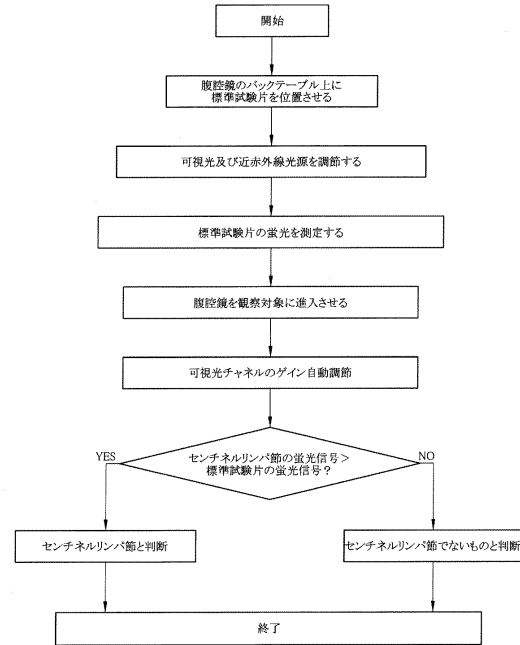 開始
腹腔鏡のバックテーブル上に
標準試験片を位置させる
可視光及び近赤外線光源を調節する
標準試験片の蛍光を測定する
腹腔鏡を観察対象に進入させる
可視光チャネルのゲイン自動調節
センチネルリンパ節の蛍光信号>
標準試験片の蛍光信号?
YES
NO
センチネルリンパ節と判断
センチネルリンパ節でないものと判断
終了